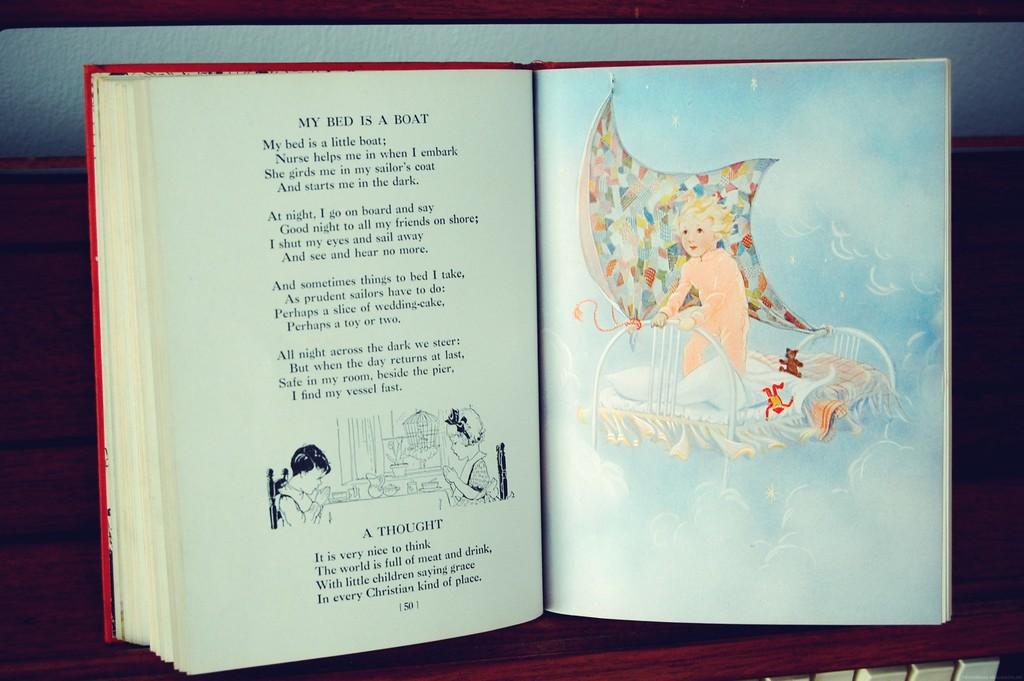 MY BED IS A BOAT
My bed is a little boat;
Nurse helps me in when I embark
She girds me in my sailor's coat
And starts me in the dark.
At night, I go on board and say
Good night to all my friends on shore;
I shut my eyes and sail away
And see and hear no more.
And sometimes things to bed I take,
As prudent sailors have to do:
Perhaps a slice of wedding-cake,
Perhaps a toy or two.
All night across the dark we steer:
But when the day returns at last,
Safe in my room, beside the pier,
I find my vessel fast.
A THOUGHT
It is very nice to think
The world is full of meat and drink,
With little children saying grace
In every Christian kind of place.
[50]